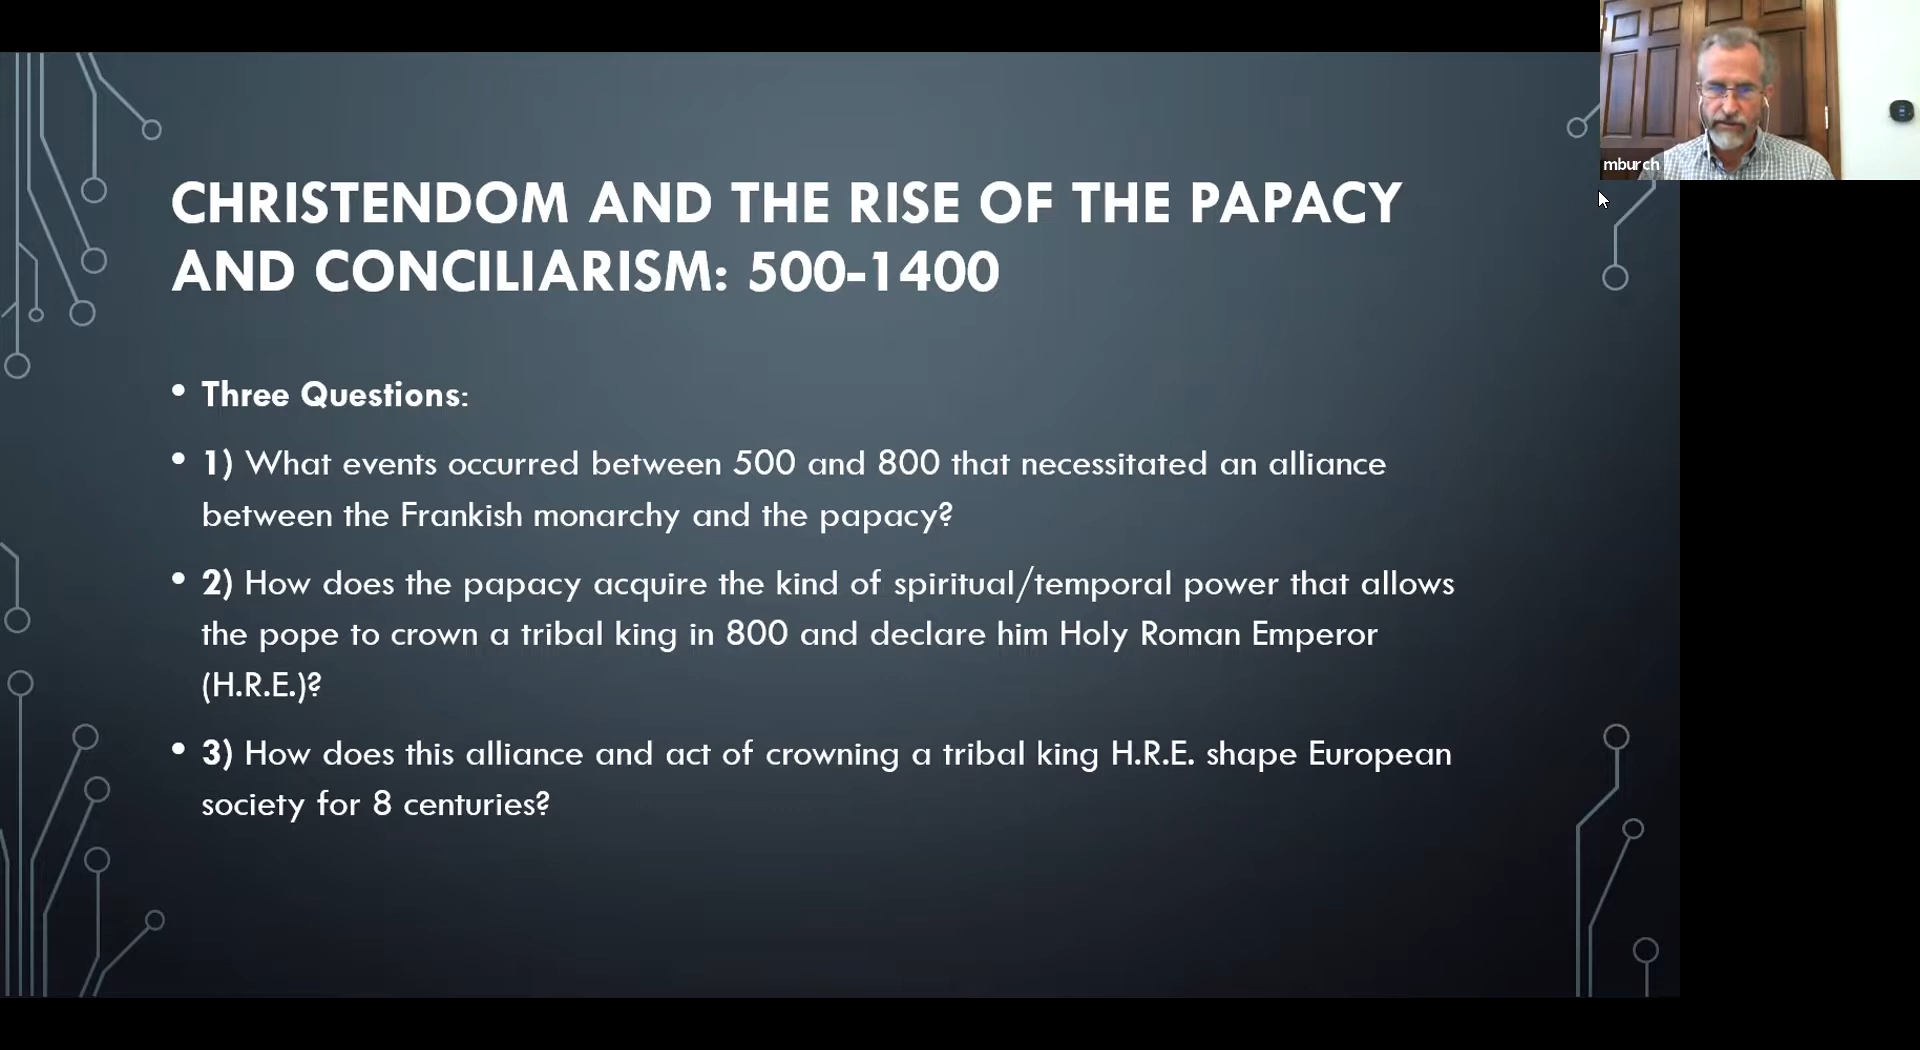 CHRISTENDOM AND THE RISE OF THE PAPACY
AND CONCILIARISM: 500-1400
• Three Questions:
• 1) What events occurred between 500 and 800 that necessitated an alliance
between the Frankish monarchy and the papacy?
• 2) How does the papacy acquire the kind of spiritual/temporal power that allows
the pope to crown a tribal king in 800 and declare him Holy Roman Emperor
(H.R.E.)?
• 3) How does this alliance and act of crowning a tribal king H.R.E. shape European
society for 8 centuries?
mburch